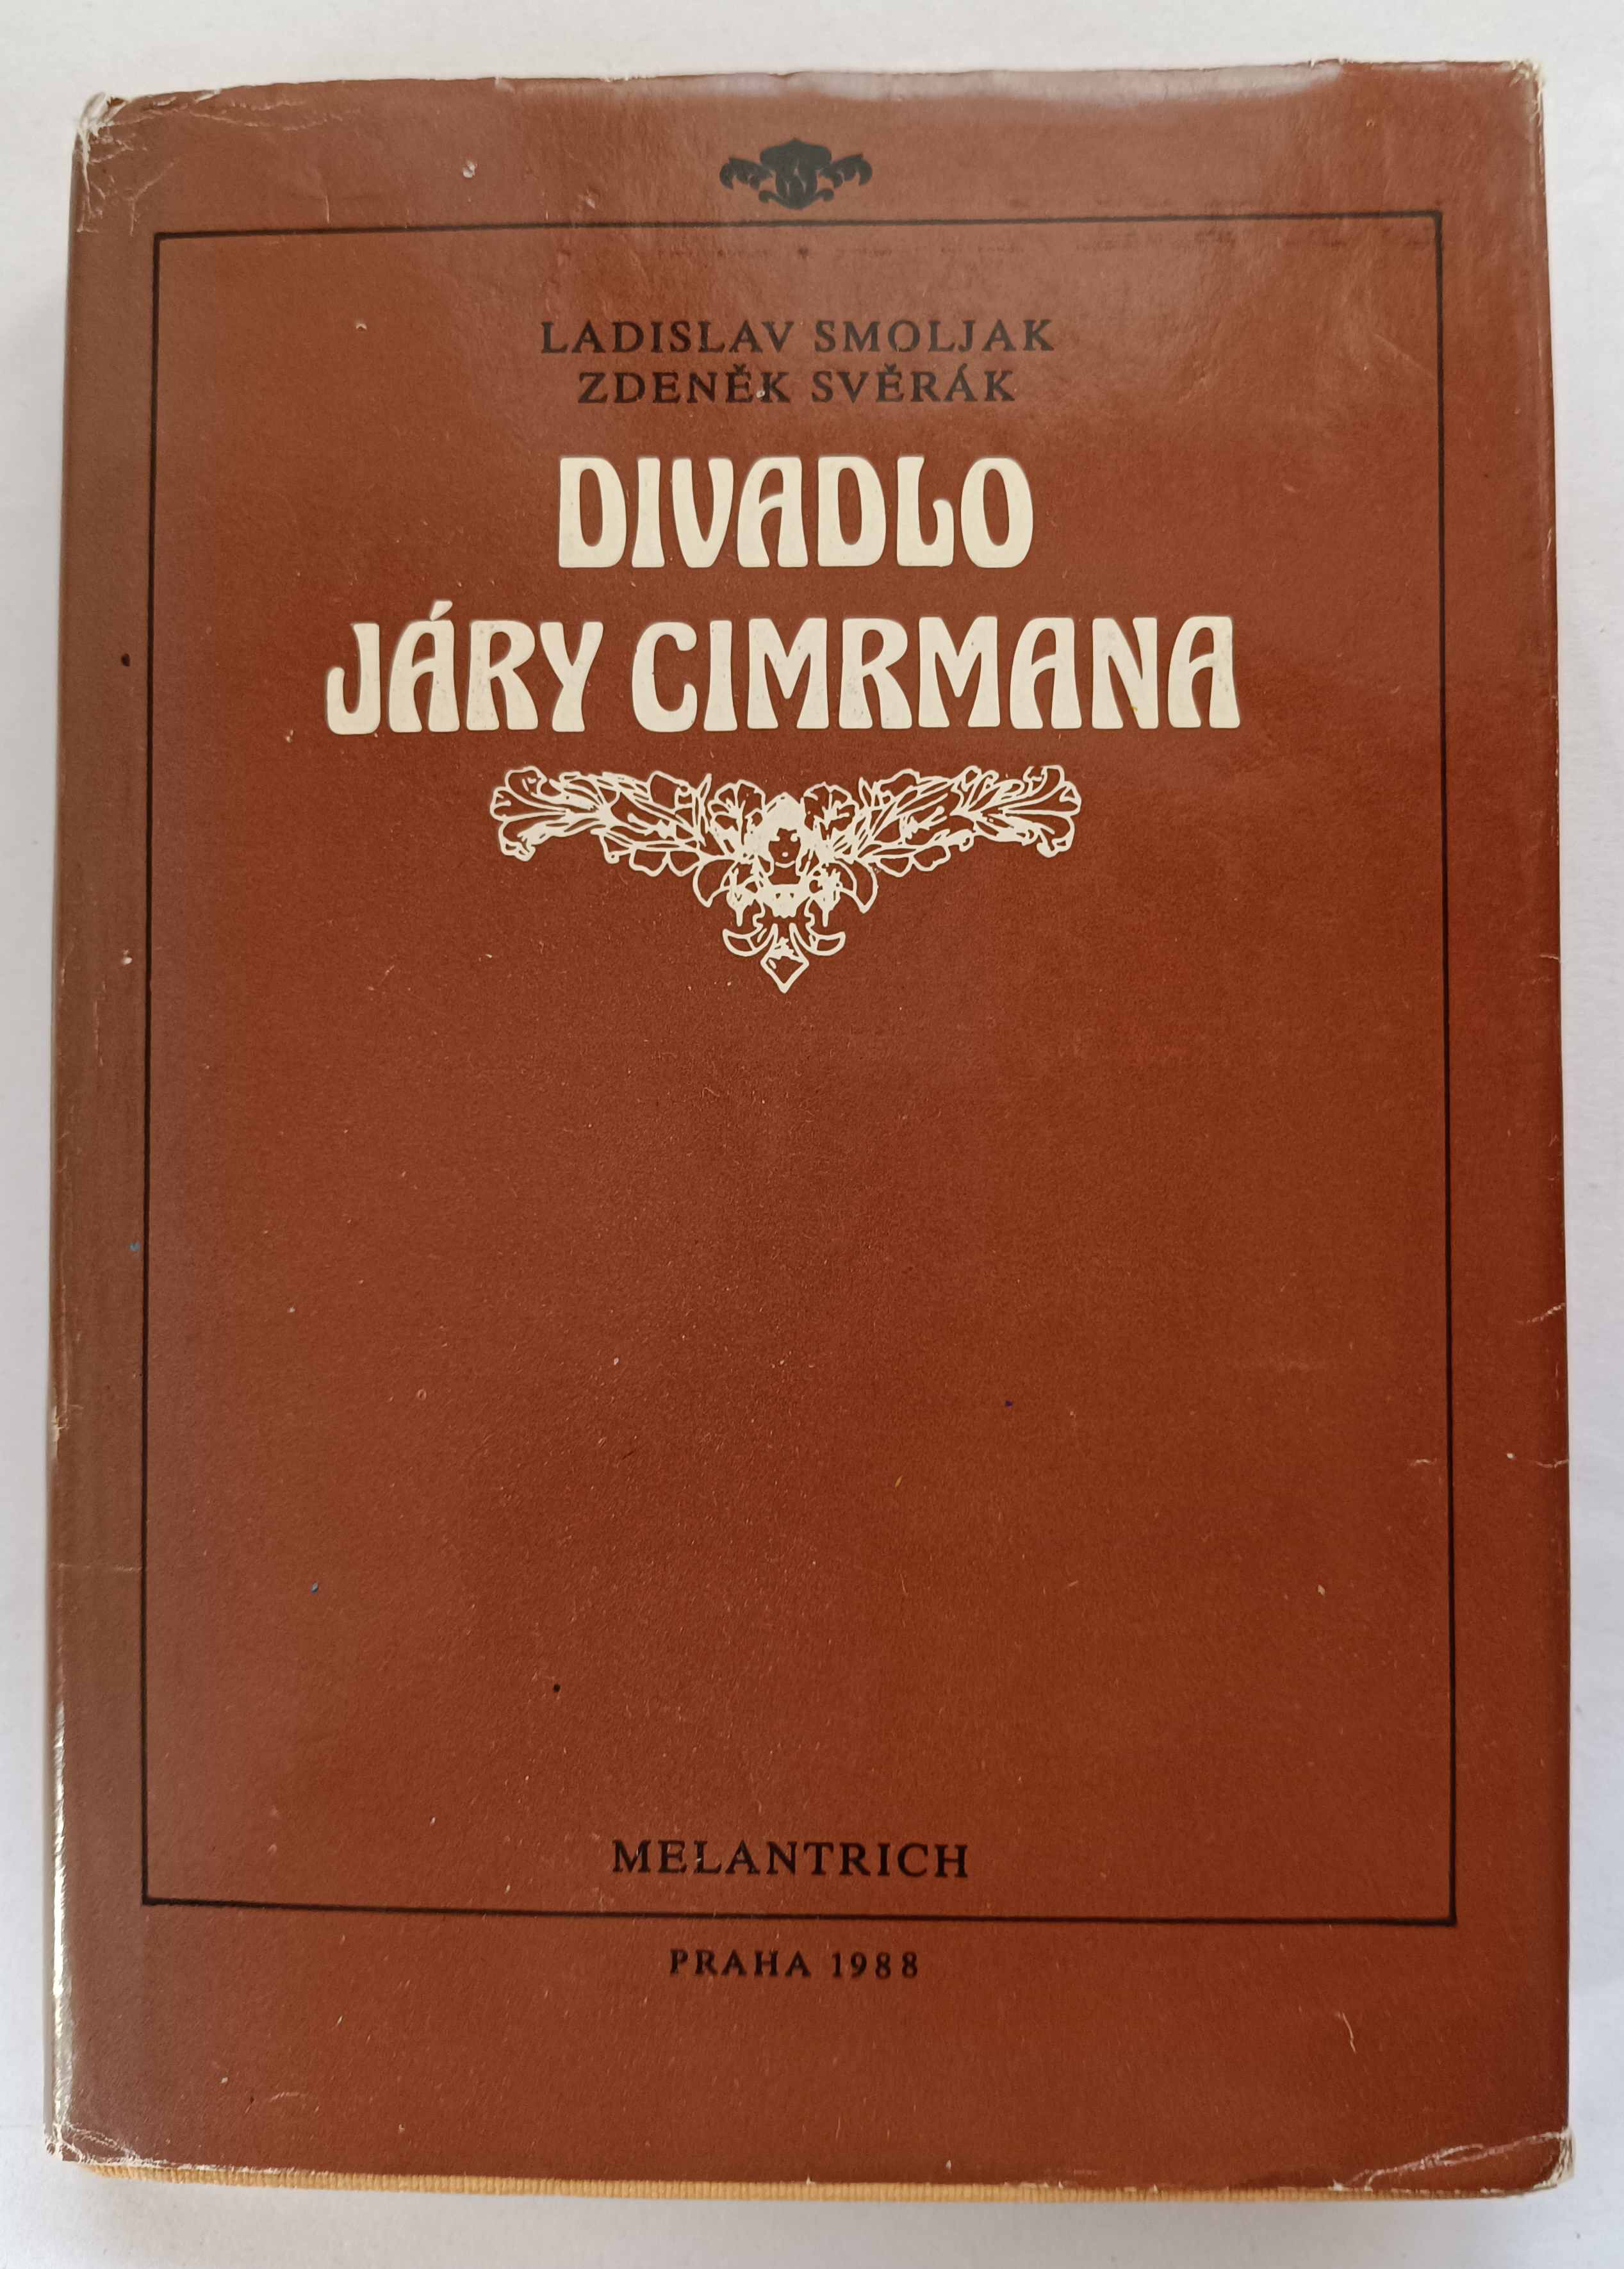 LADISLAV SMOLJAK
ZDENĚK SVĚRÁK
DIVADLO
JÁRY CIMRMANA
MELANTRICH
PRAHA 1988